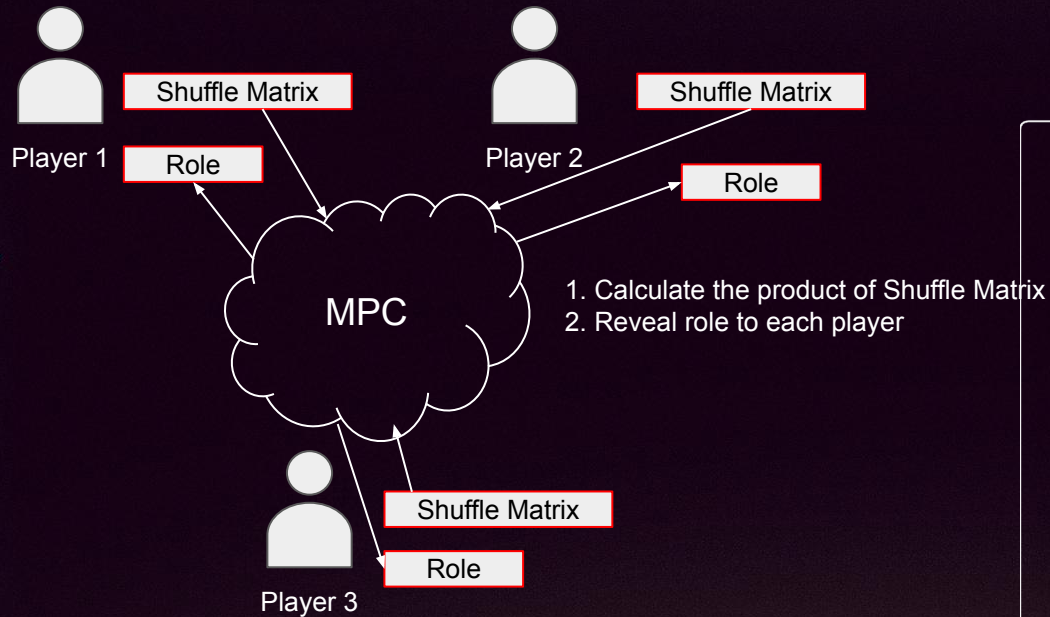 Shuffle Matrix
Shuffle Matrix
Player 1
Role
Player 2
Role
MPC
1. Calculate the product of Shuffle Matrix
2. Reveal role to each player
Shuffle Matrix
Role
Player 3